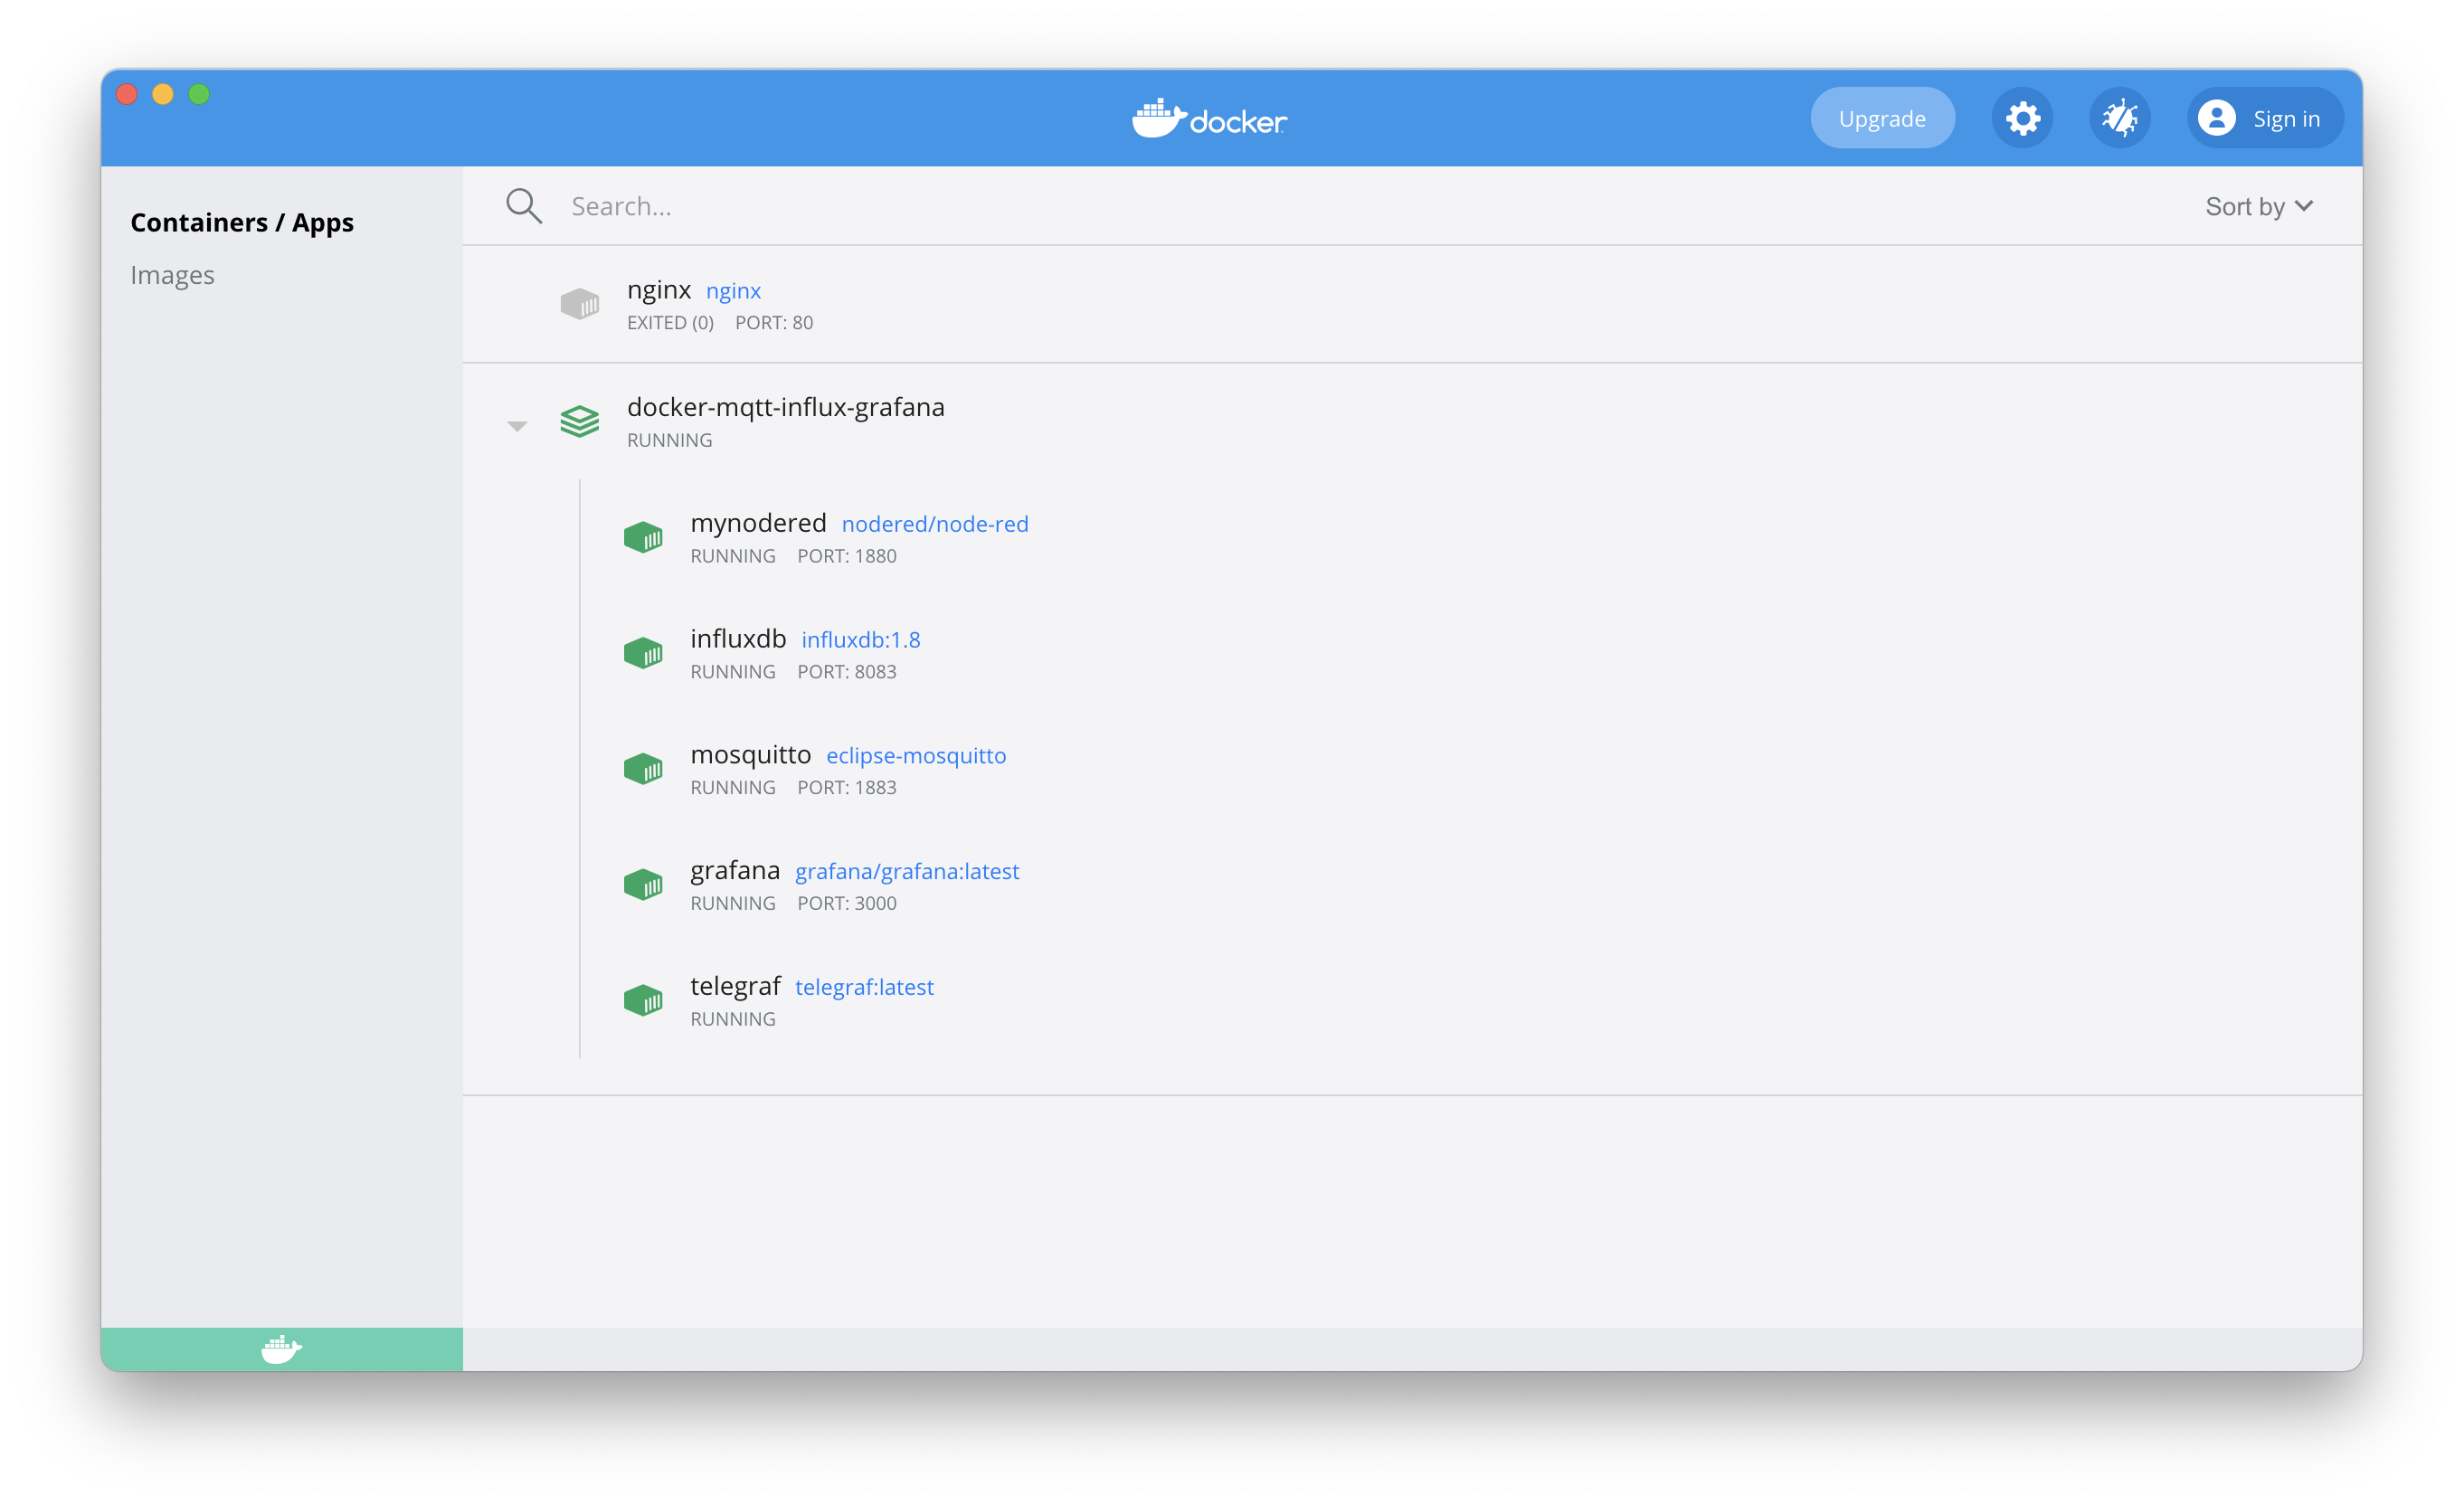 docker
Upgrade
Sign in
Containers / Apps
Images
Search...
Sort by
nginx nginx
EXITED (0) PORT: 80
docker-mqtt-influx-grafana
RUNNING
mynodered nodered/node-red
RUNNING PORT: 1880
influxdb influxdb:1.8
RUNNING PORT: 8083
mosquitto eclipse-mosquitto
RUNNING PORT: 1883
grafana grafana/grafana:latest
RUNNING PORT: 3000
telegraf telegraf:latest
RUNNING